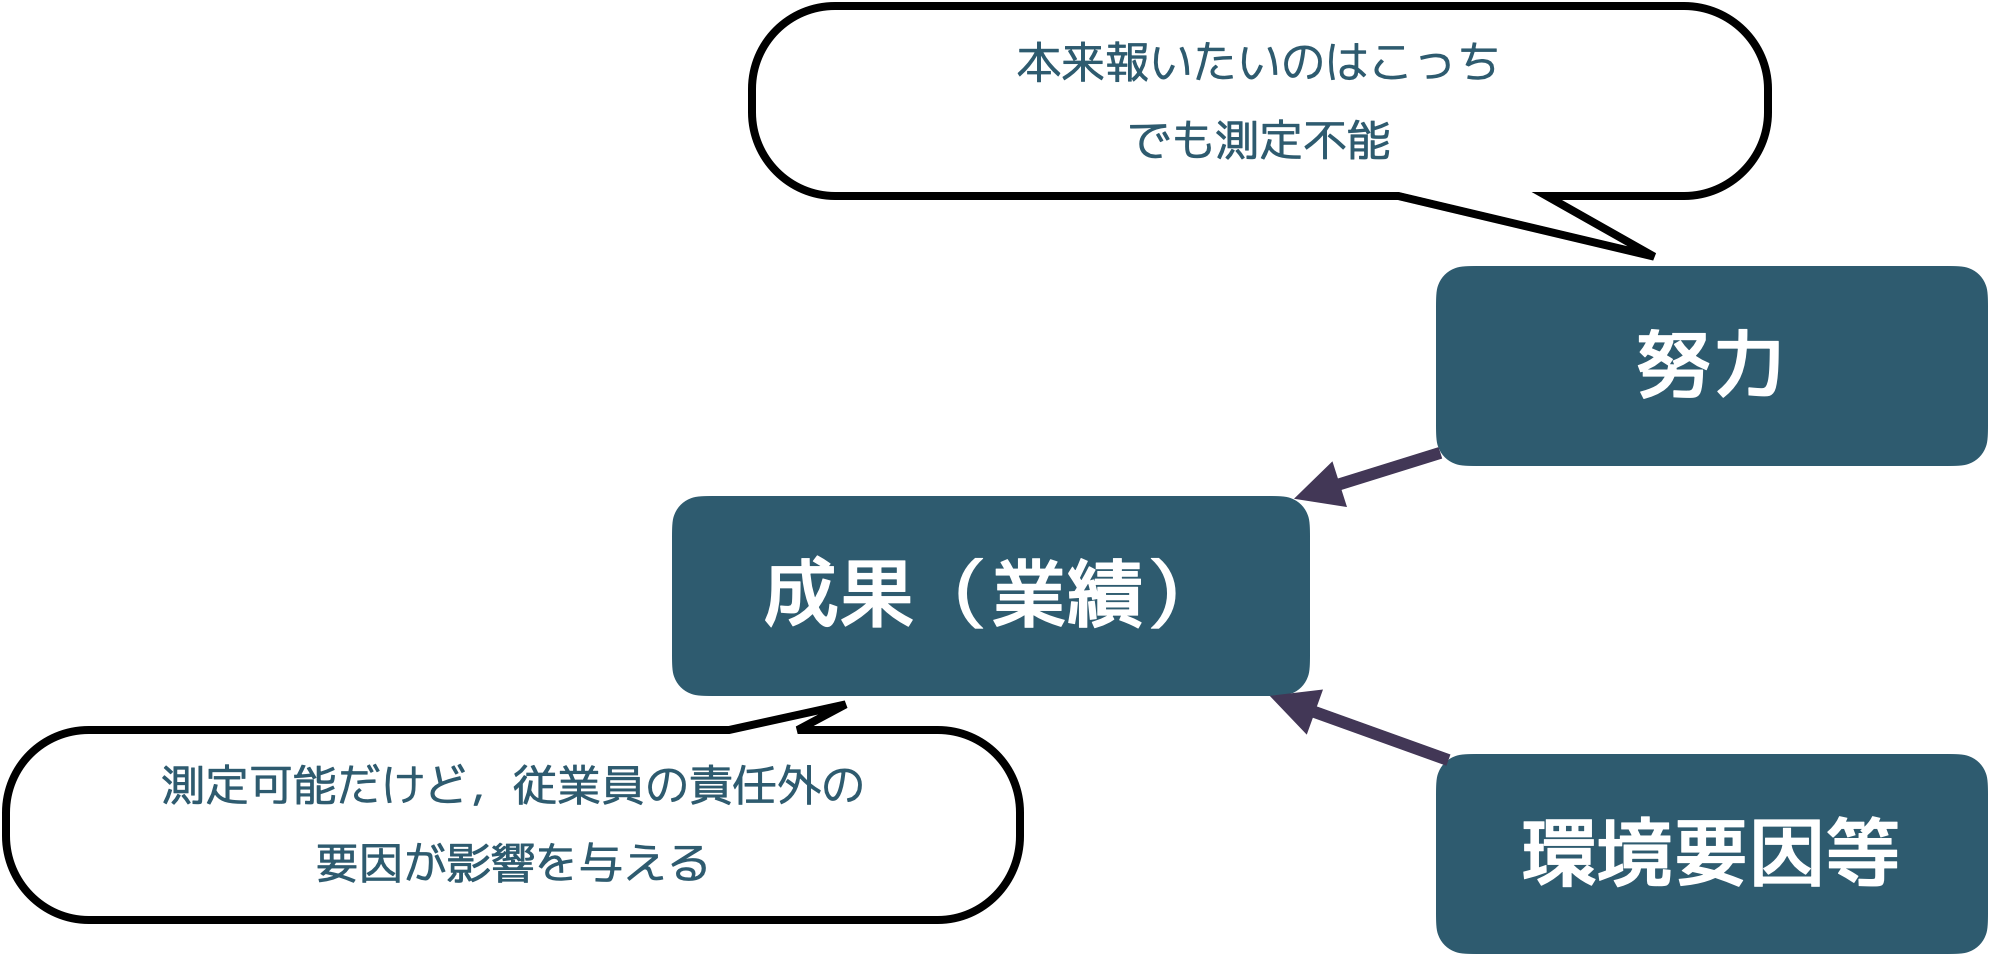 本来報いたいのはこっち
でも測定不能
努力
成果（業績）
測定可能だけど，従業員の責任外の
要因が影響を与える
環境要因等